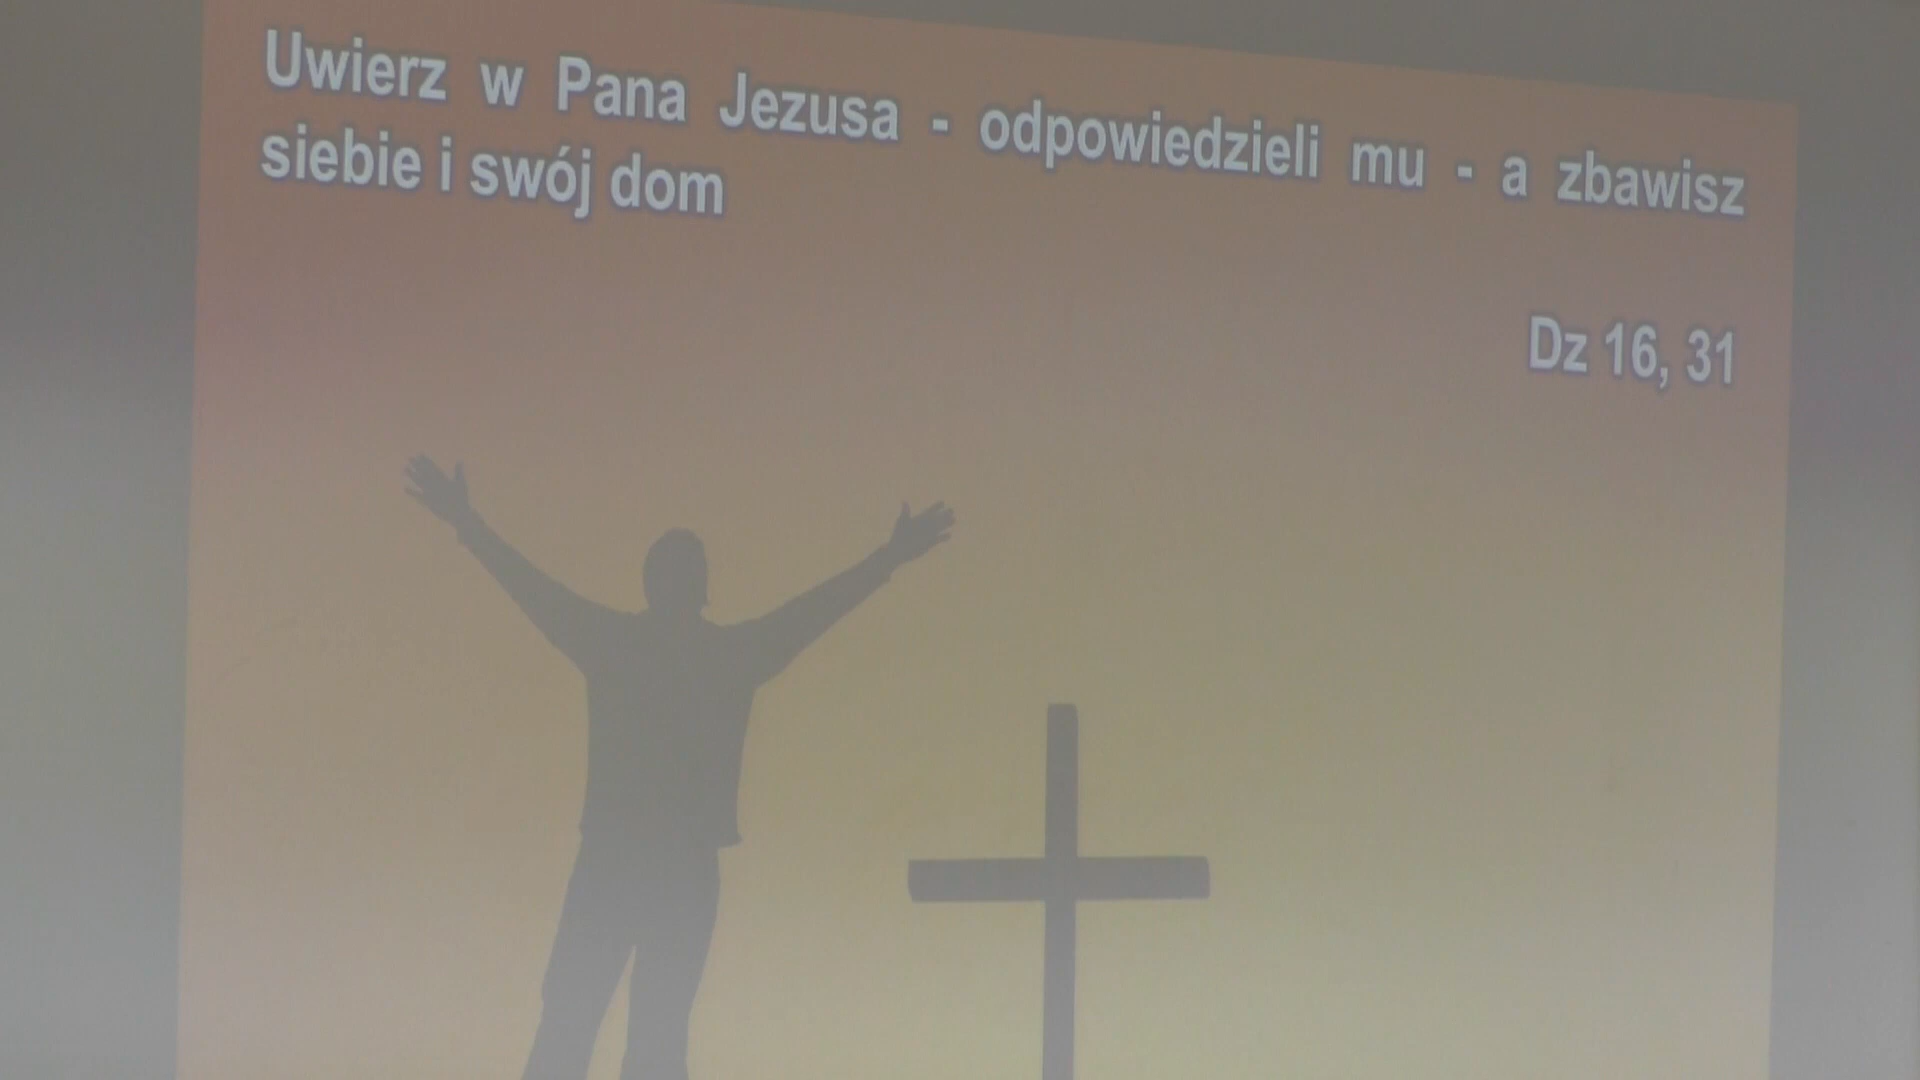 Uwierz w Pana Jezusa - odpowiedzieli mu - a zbawisz
siebie i swój dom
Dz 16, 31